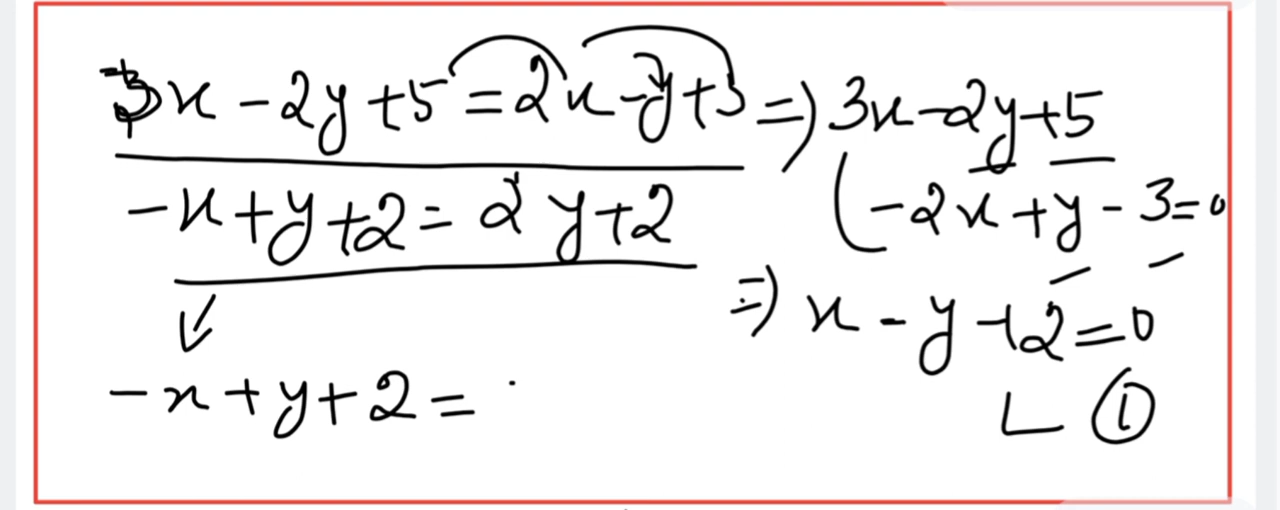 3x - 2y + 5 = 2x - y + 3 => 3x - 2y + 5
- 2x + y - 3 = 0
- x + y + 2 = 2y + 2
=> x - y + 2 = 0
①
- x + y + 2 =